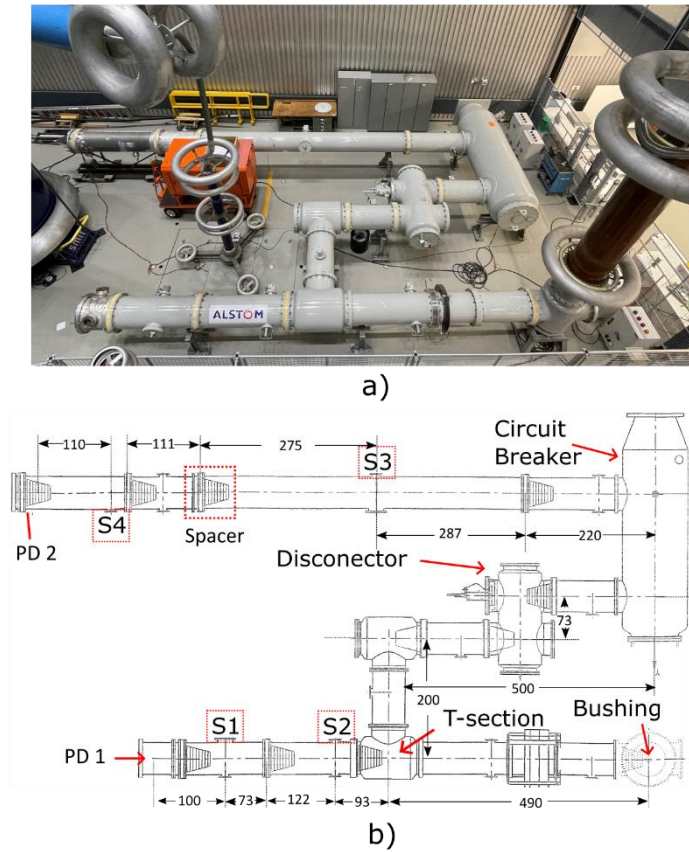 ALSTOM
a)
110
111
275
S3
Circuit
Breaker
S4
PD 2
Spacer
287
220
Disconector
73
500
200
S1
S2
T-section
Bushing
PD 1
100
73
122
93
490
b)